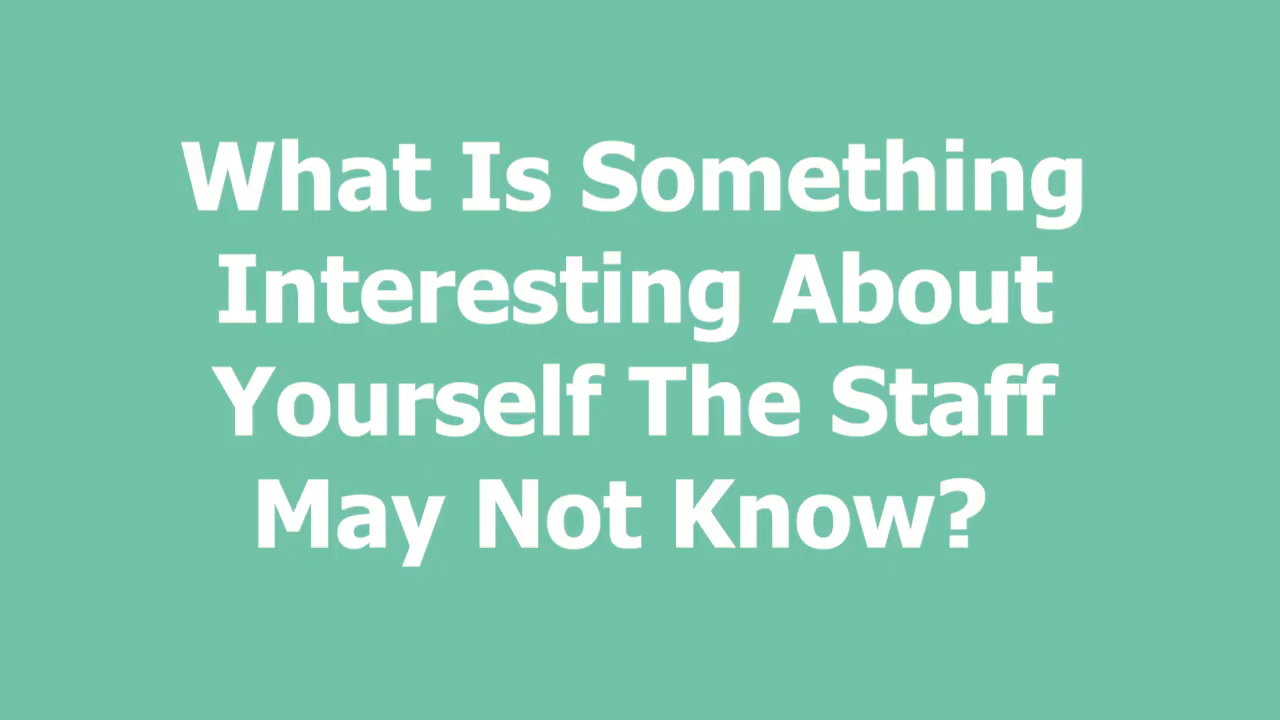 What Is Something
Interesting About
Yourself The Staff
May Not Know?